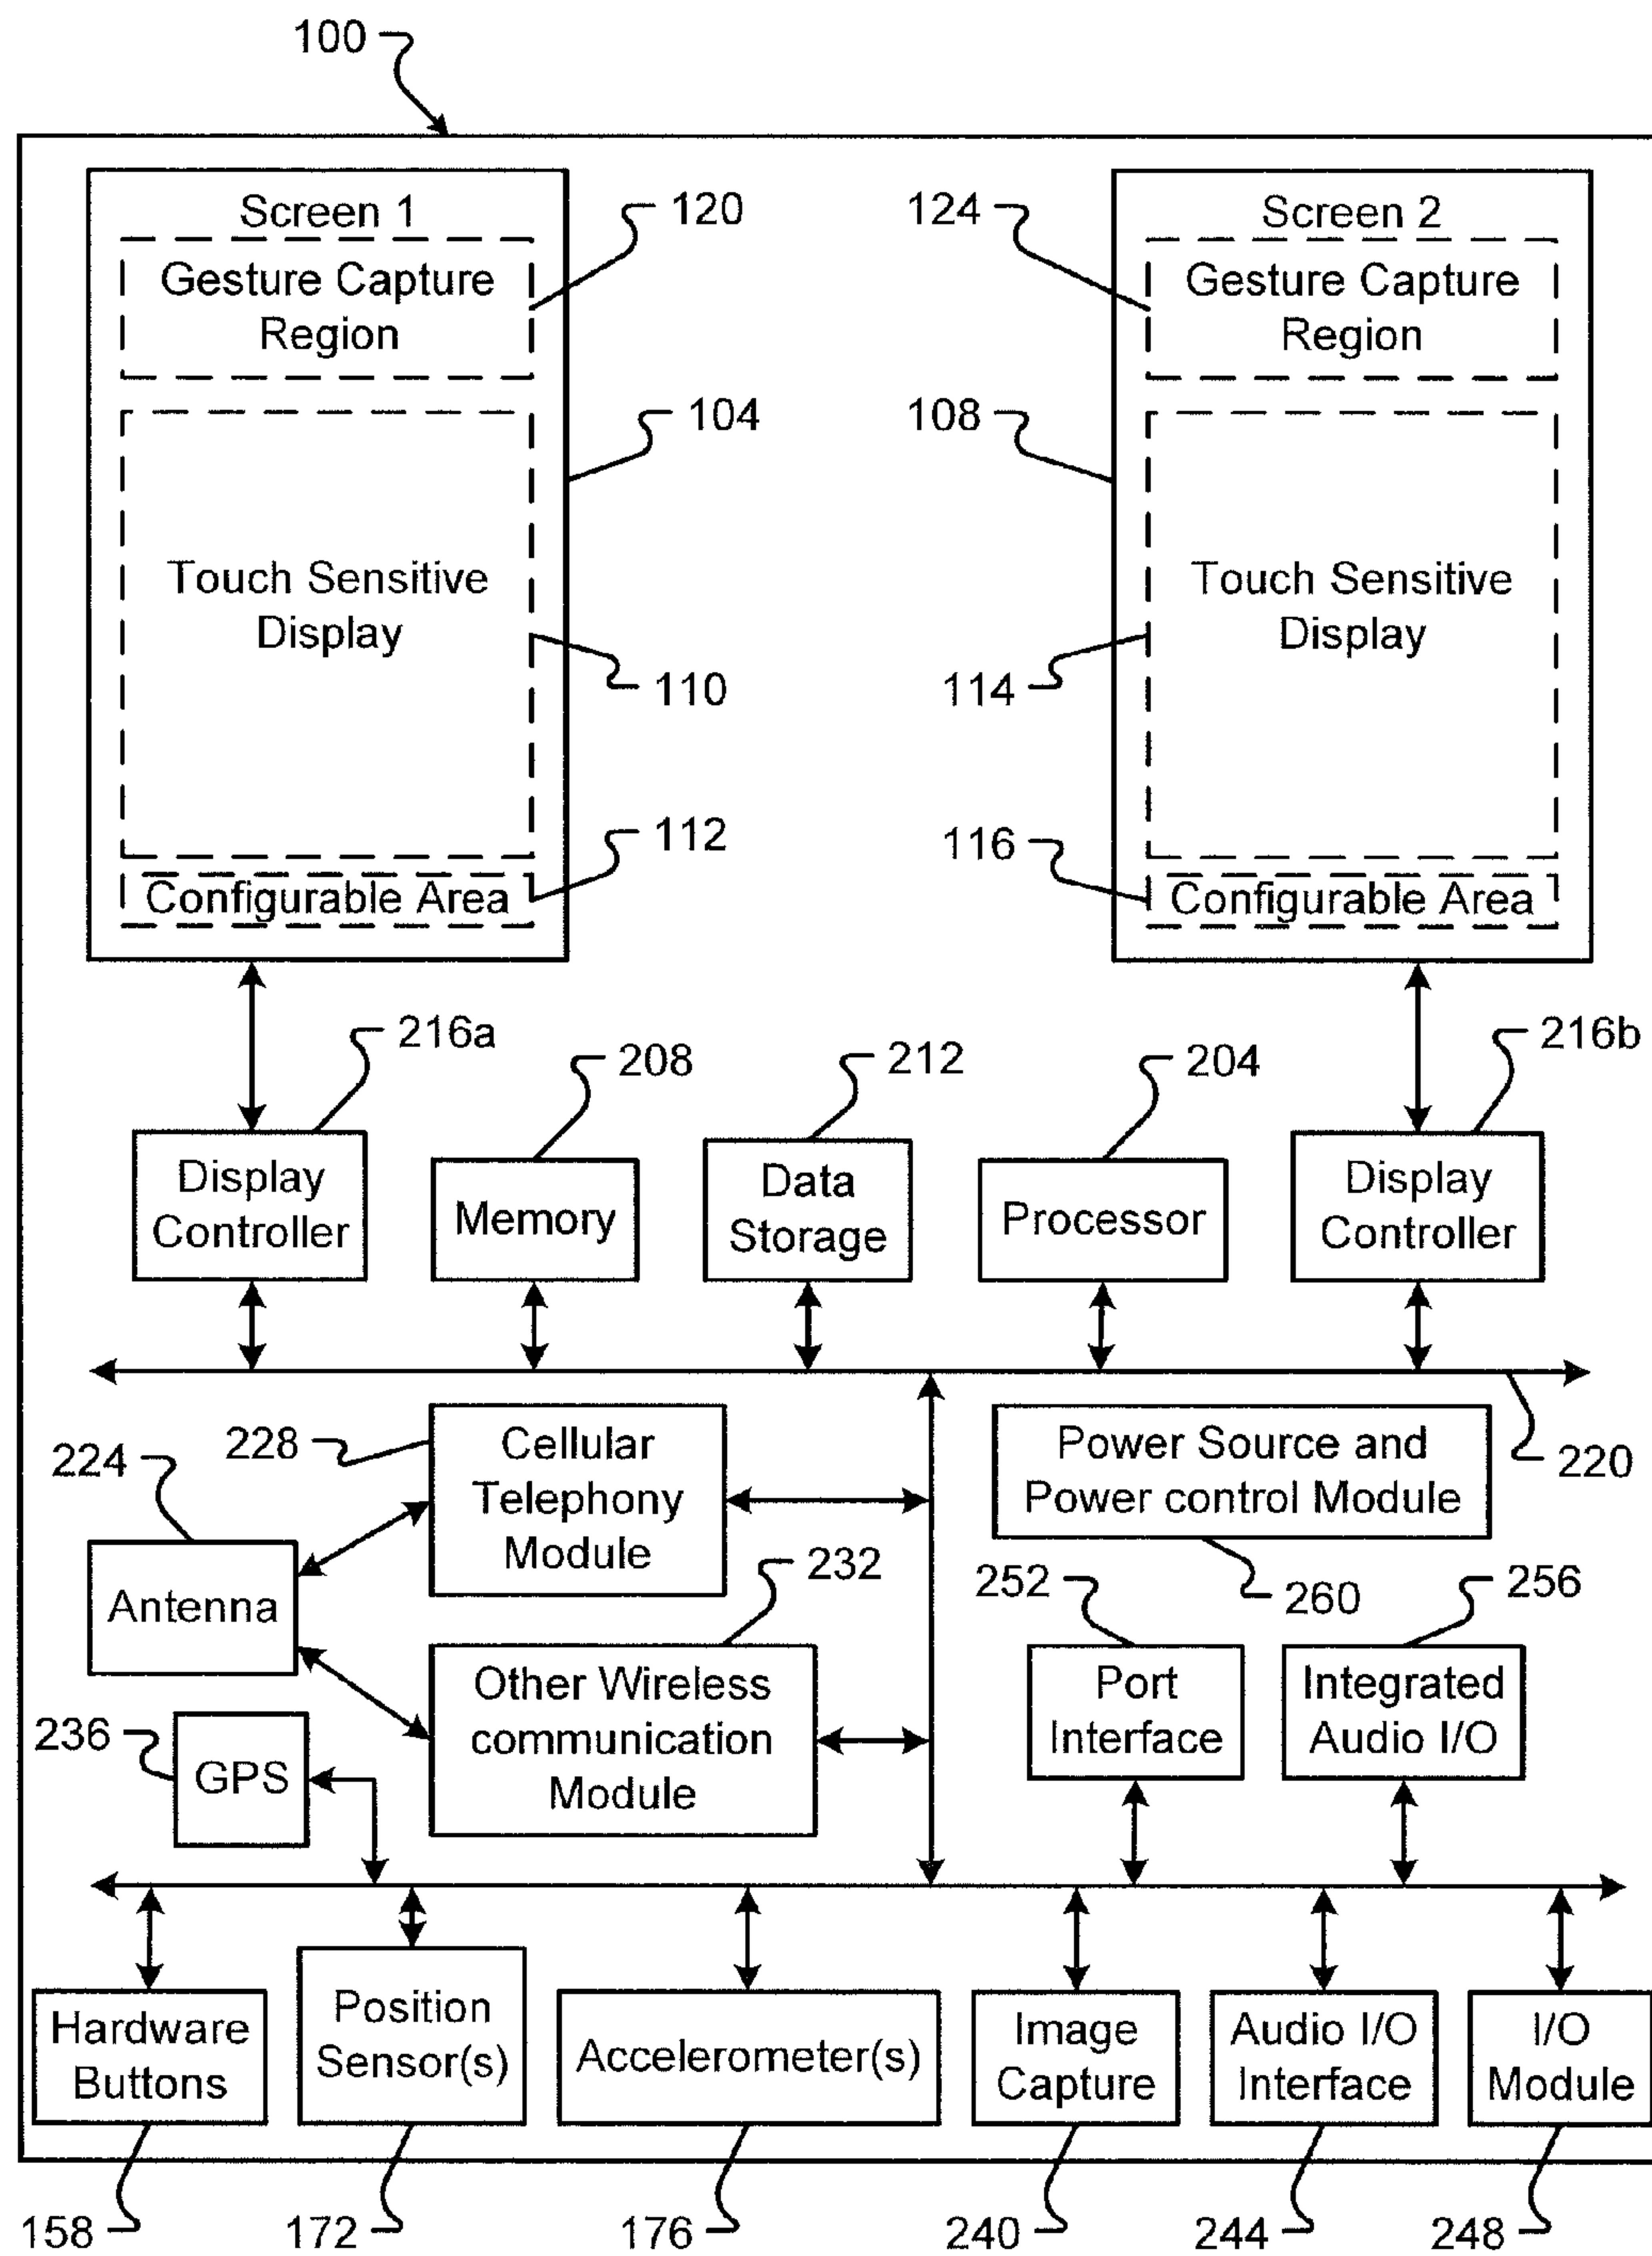 100
Screen 1
120
124
Screen 2
Gesture Capture
Region
Gesture Capture
Region
104
108
Touch Sensitive
Display
Touch Sensitive
Display
110
114
112
116
Configurable Area
Configurable Area
216a
208
212
204
216b
Display
Controller
Memory
Data
Storage
Processor
Display
Controller
220
228
Cellular
Telephony
Module
Power Source and
Power control Module
224
Antenna
232
252
260
256
Other Wireless
communication
Module
Port
Interface
Integrated
Audio I/O
236
GPS
Hardware
Buttons
Position
Sensor(s)
Accelerometer(s)
Image
Capture
Audio I/O
Interface
I/O
Module
158
172
176
240
244
248